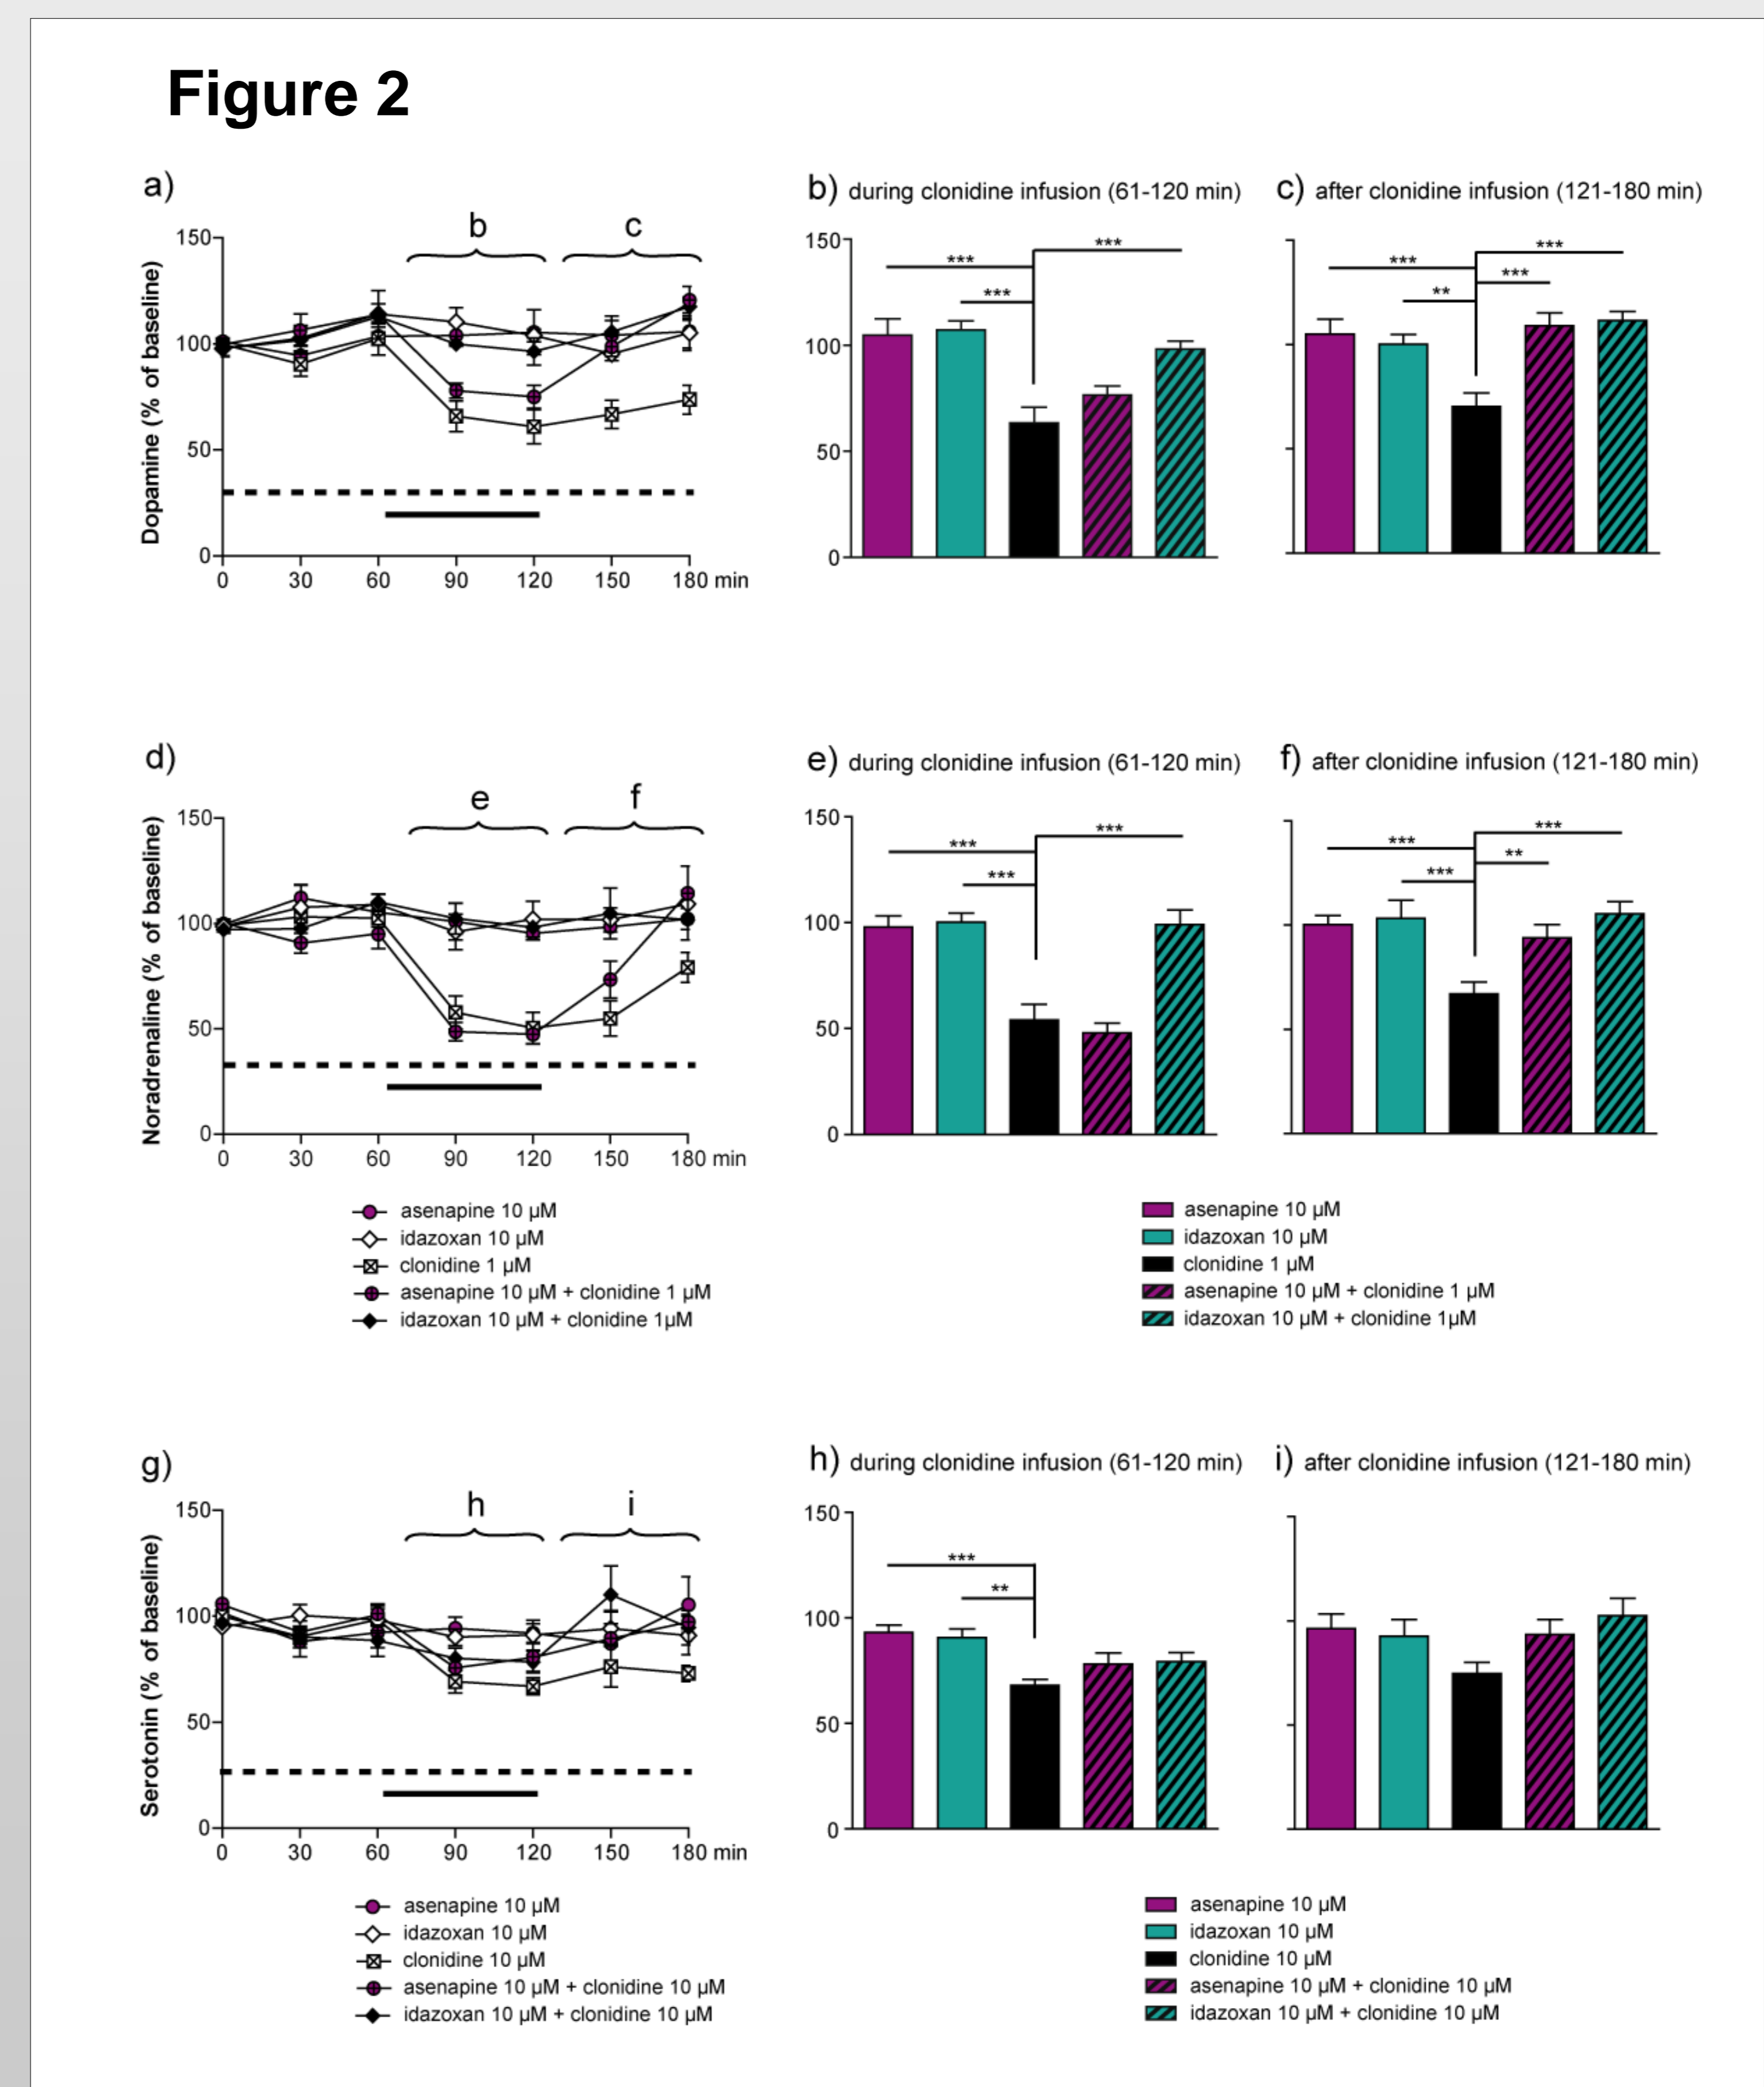 Figure 2
a)
b c
150
100
50
0
Dopamine (% of baseline)
0 30 60 90 120 150 180 min
b) during clonidine infusion (61-120 min)
150
100
50
0
*** *** ***
c) after clonidine infusion (121-180 min)
*** *** *** **
d)
e f
150
100
50
0
Noradrenaline (% of baseline)
0 30 60 90 120 150 180 min
e) during clonidine infusion (61-120 min)
150
100
50
0
*** *** ***
f) after clonidine infusion (121-180 min)
*** *** ** ***
asenapine 10 µM
idazoxan 10 µM
clonidine 1 µM
asenapine 10 µM + clonidine 1 µM
idazoxan 10 µM + clonidine 1µM
asenapine 10 µM
idazoxan 10 µM
clonidine 1 µM
asenapine 10 µM + clonidine 1 µM
idazoxan 10 µM + clonidine 1µM
g)
h i
150
100
50
0
Serotonin (% of baseline)
0 30 60 90 120 150 180 min
h) during clonidine infusion (61-120 min)
150
100
50
0
*** **
i) after clonidine infusion (121-180 min)
asenapine 10 µM
idazoxan 10 µM
clonidine 10 µM
asenapine 10 µM + clonidine 10 µM
idazoxan 10 µM + clonidine 10 µM
asenapine 10 µM
idazoxan 10 µM
clonidine 10 µM
asenapine 10 µM + clonidine 10 µM
idazoxan 10 µM + clonidine 10 µM